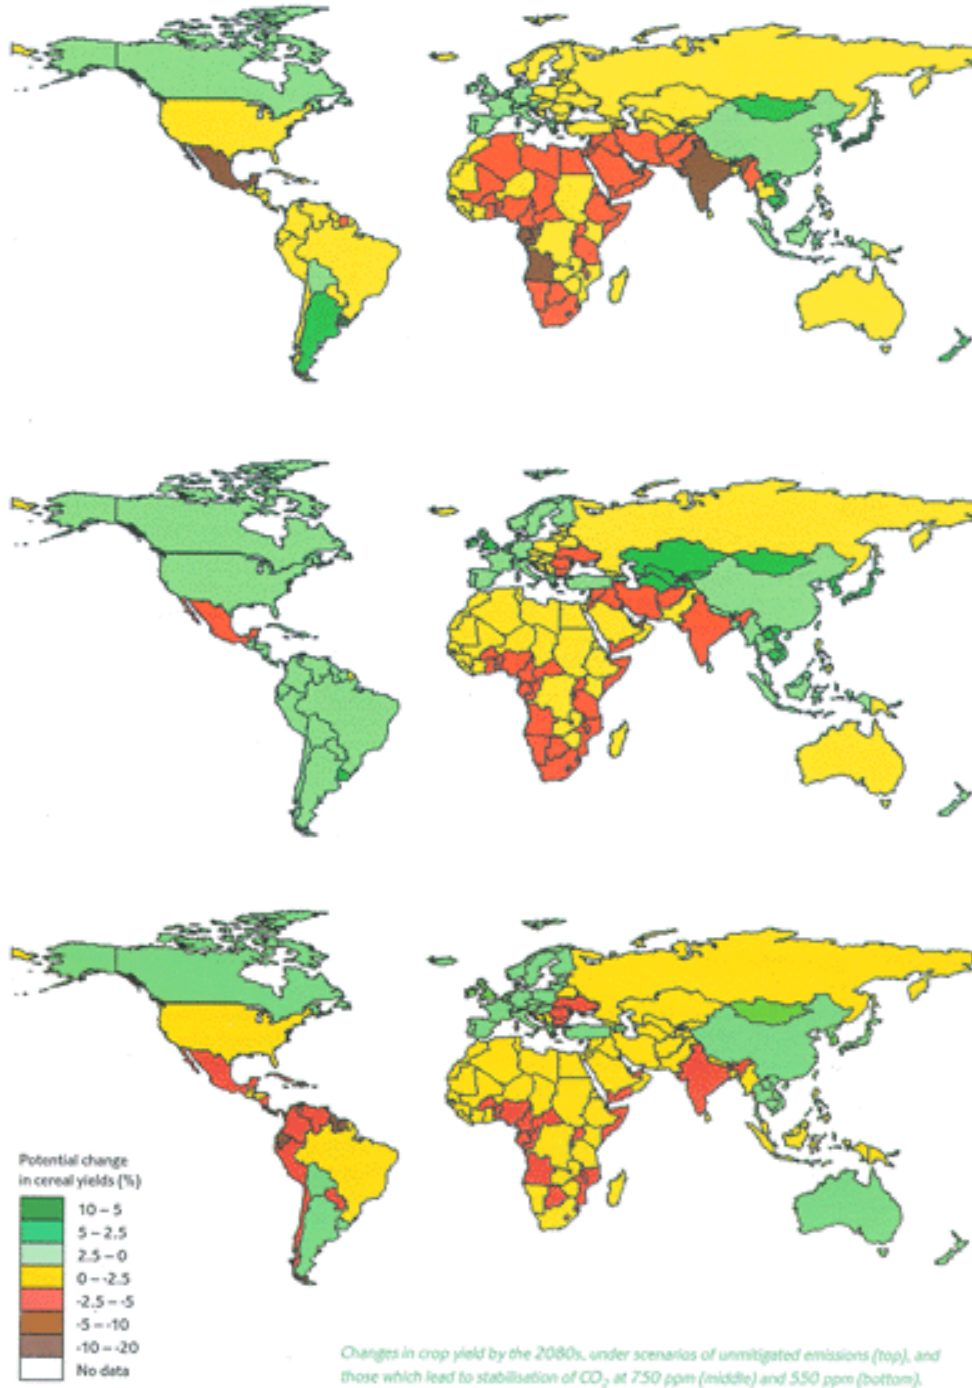 Potential change
in cereal yields (%)
10 – 5
5 – 2.5
2.5 – 0
0 – -2.5
-2.5 – -5
-5 – -10
-10 – -20
No data
Changes in crop yield by the 2080s, under scenarios of unmitigated emissions (top), and
those which lead to stabilisation of CO₂ at 750 ppm (middle) and 550 ppm (bottom).